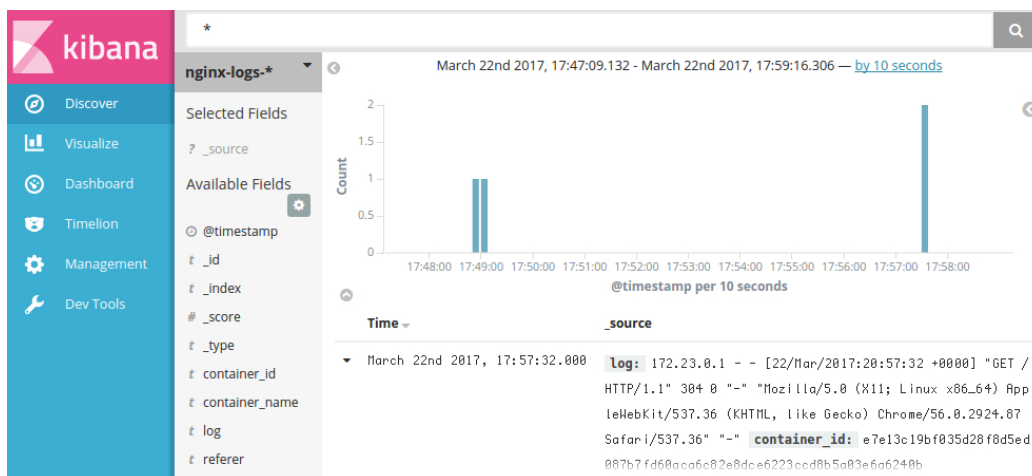 kibana
Discover
Visualize
Dashboard
Timelion
Management
Dev Tools
*
nginx-logs-*
Selected Fields
? _source
Available Fields
@timestamp
t _id
t _index
# _score
t _type
t container_id
t container_name
t log
t referer
March 22nd 2017, 17:47:09.132 - March 22nd 2017, 17:59:16.306 — by 10 seconds
Count
2
1.5
1
0.5
0
17:48:00 17:49:00 17:50:00 17:51:00 17:52:00 17:53:00 17:54:00 17:55:00 17:56:00 17:57:00 17:58:00
@timestamp per 10 seconds
Time _source
March 22nd 2017, 17:57:32.000 log: 172.23.0.1 - - [22/Mar/2017:20:57:32 +0000] "GET /
HTTP/1.1" 304 0 "-" "Mozilla/5.0 (X11; Linux x86_64) App
leWebKit/537.36 (KHTML, like Gecko) Chrome/56.0.2924.87
Safari/537.36" "-" container_id: e7e13c19bf035d28f8d5ed
087b7fd60aca6c82e8dce6223ccd8b5a03e6a6240b